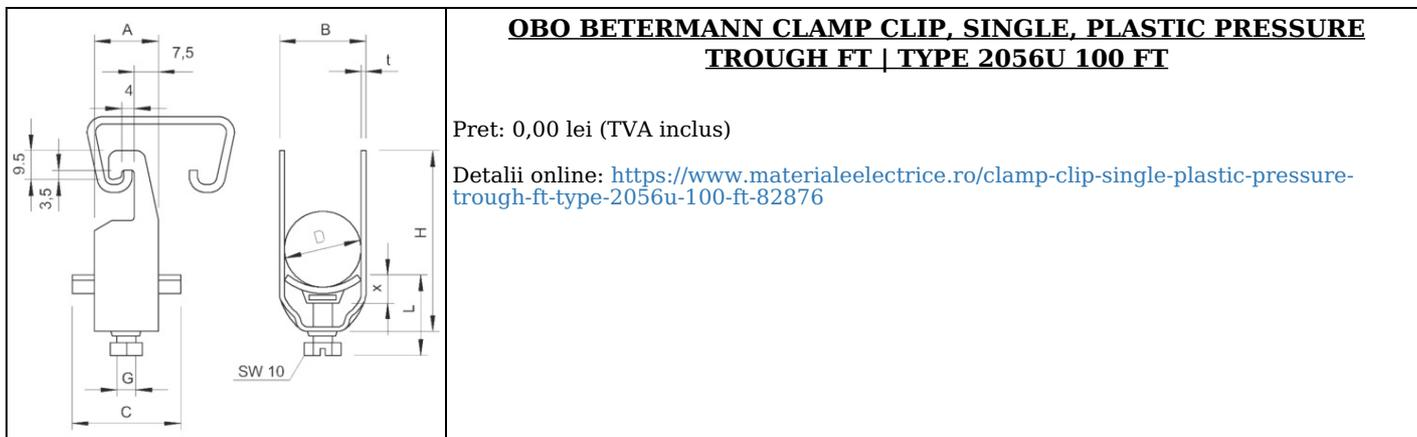 A
7,5
4
9.5
3,5
G
C
B
t
D
H
x
L
SW 10
OBO BETERMANN CLAMP CLIP, SINGLE, PLASTIC PRESSURE
TROUGH FT | TYPE 2056U 100 FT
Pret: 0,00 lei (TVA inclus)
Detalii online: https://www.materialeelectrice.ro/clamp-clip-single-plastic-pressure-
trough-ft-type-2056u-100-ft-82876